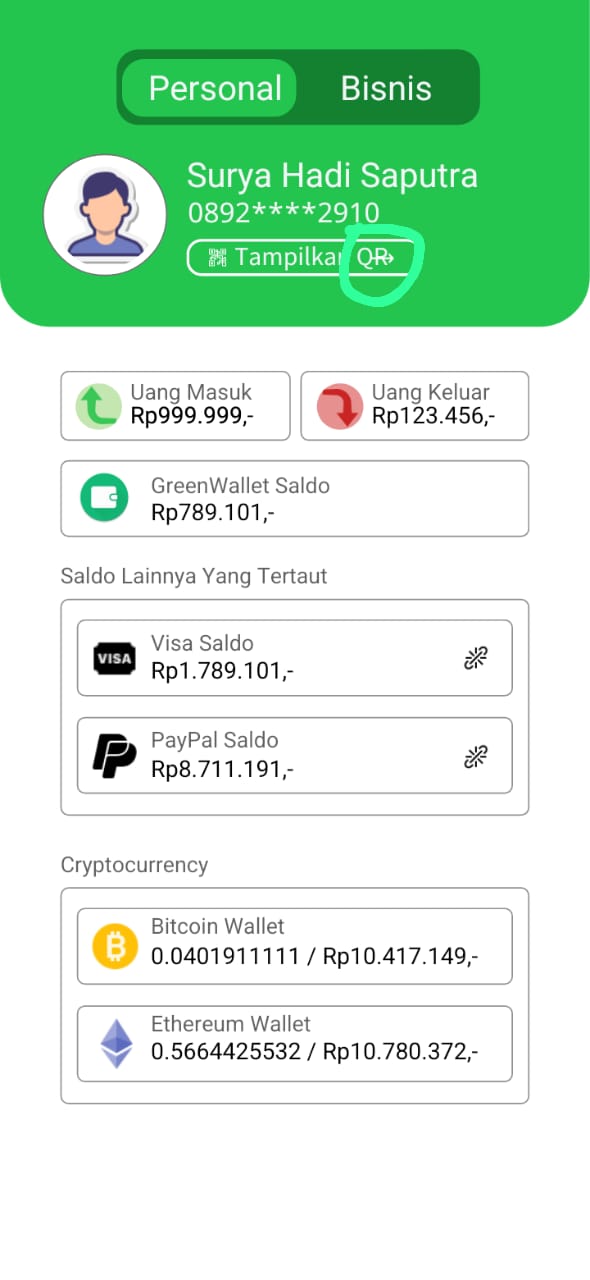 Personal
Bisnis
Surya Hadi Saputra
0892****2910
Tampilkan QR
Uang Masuk
Rp999.999,-
Uang Keluar
Rp123.456,-
GreenWallet Saldo
Rp789.101,-
Saldo Lainnya Yang Tertaut
VISA
Visa Saldo
Rp1.789.101,-
PayPal Saldo
Rp8.711.191,-
Cryptocurrency
Bitcoin Wallet
0.0401911111 / Rp10.417.149,-
Ethereum Wallet
0.5664425532 / Rp10.780.372,-